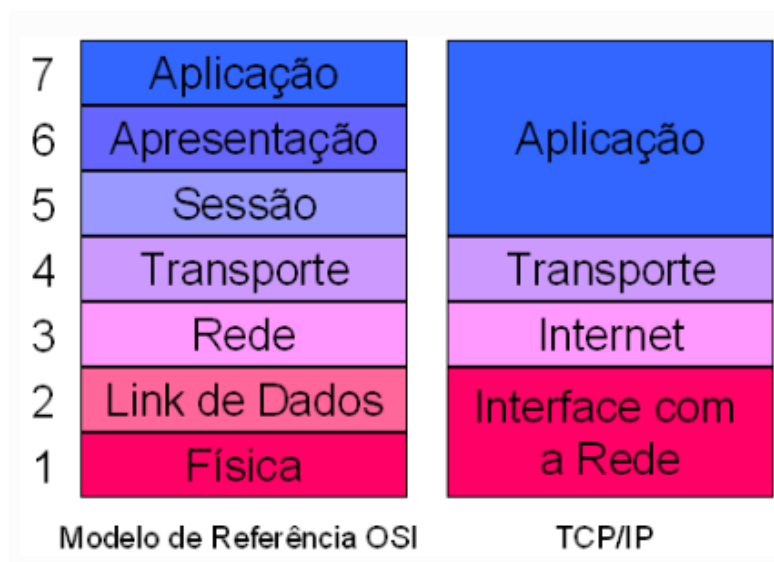 7
Aplicação
6
Apresentação
5
Sessão
4
Transporte
3
Rede
2
Link de Dados
1
Física
Modelo de Referência OSI
Aplicação
Transporte
Internet
Interface com
a Rede
TCP/IP